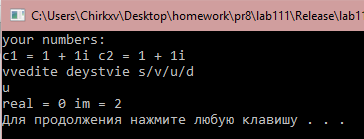 C:\Users\Chirkxv\Desktop\homework\pr8\lab111\Release\lab11
your numbers:
c1 = 1 + 1i c2 = 1 + 1i
vvedite deystvie s/v/u/d
u
real = 0 im = 2
Для продолжения нажмите любую клавишу . . .